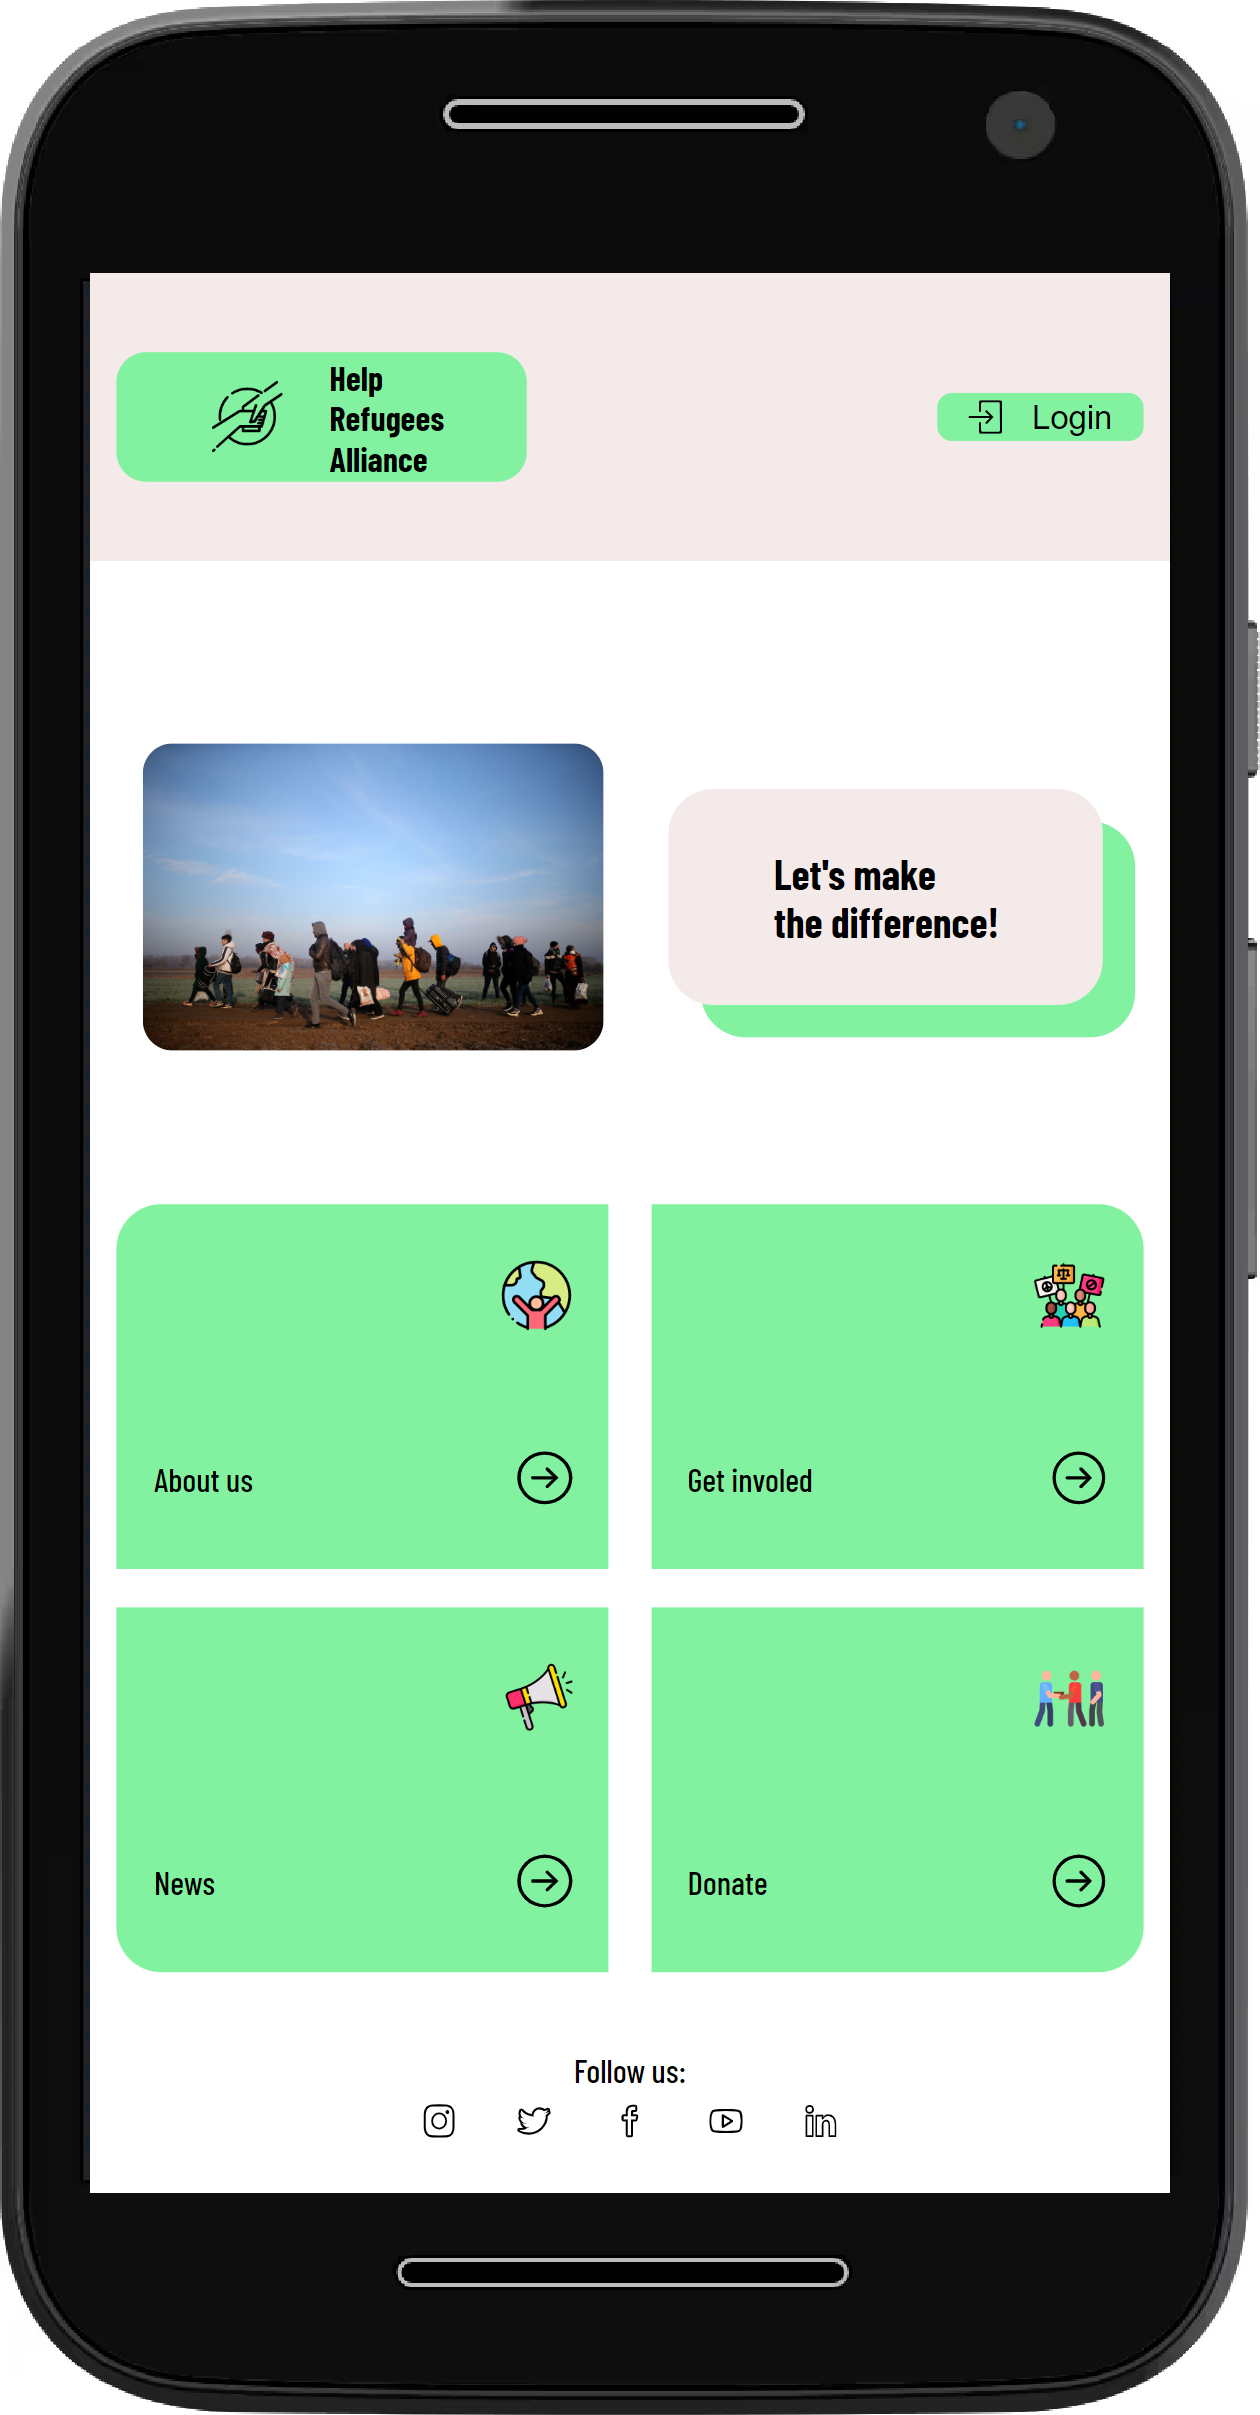 Help
Refugees
Alliance
Login
Let's make
the difference!
About us
Get involed
News
Donate
Follow us: